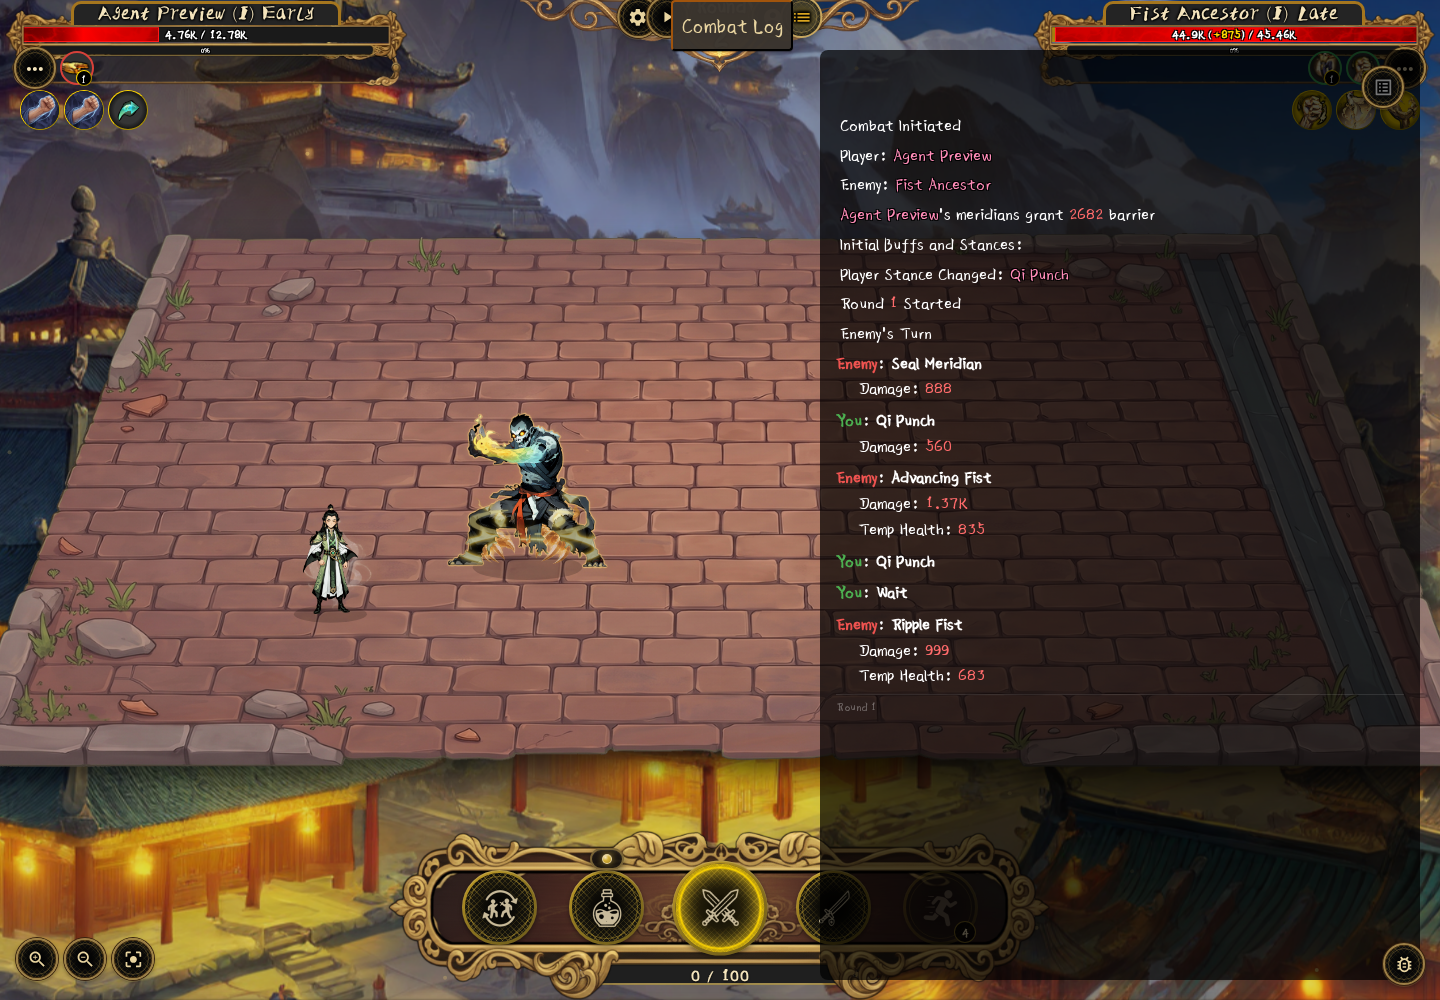 Agent Preview (I) Early
4.76K / 12.78K
0%
1
Combat Log
Fist Ancestor (I) Late
44.9K (+875) / 45.46K
Combat Initiated
Player: Agent Preview
Enemy: Fist Ancestor
Agent Preview's meridians grant 2682 barrier
Initial Buffs and Stances:
Player Stance Changed: Qi Punch
Round 1 Started
Enemy's Turn
Enemy: Seal Meridian
Damage: 888
You: Qi Punch
Damage: 560
Enemy: Advancing Fist
Damage: 1.37K
Temp Health: 835
You: Qi Punch
You: Wait
Enemy: Ripple Fist
Damage: 999
Temp Health: 683
Round 1
4
0 / 100